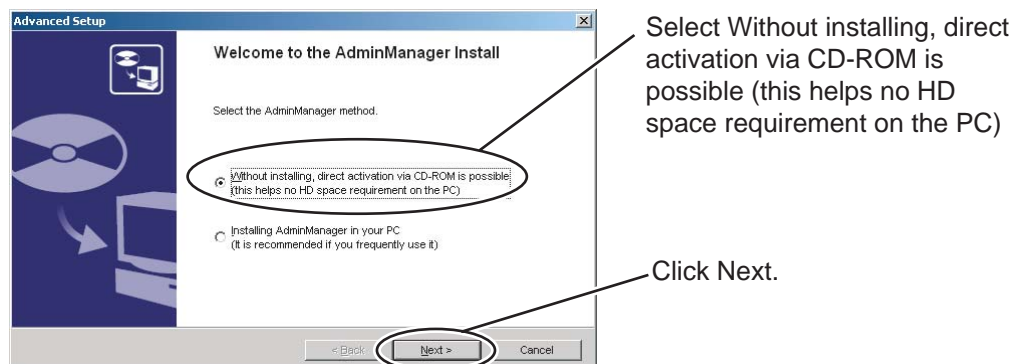 Advanced Setup
Welcome to the AdminManager Install
Select the AdminManager method.
Without installing, direct activation via CD-ROM is possible
(this helps no HD space requirement on the PC)
Installing AdminManager in your PC
(It is recommended if you frequently use it)
< Back
Next >
Cancel
Select Without installing, direct
activation via CD-ROM is
possible (this helps no HD
space requirement on the PC)
Click Next.